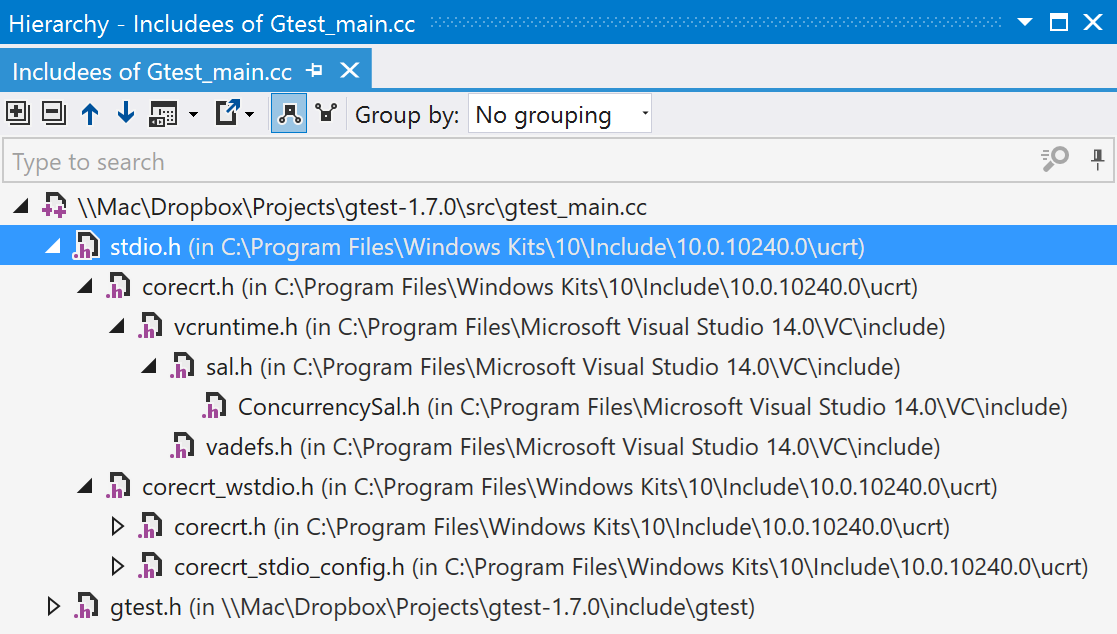 Hierarchy - Includees of Gtest_main.cc
Includees of Gtest_main.cc
Group by: No grouping
Type to search
\\Mac\Dropbox\Projects\gtest-1.7.0\src\gtest_main.cc
stdio.h (in C:\Program Files\Windows Kits\10\Include\10.0.10240.0\ucrt)
corecrt.h (in C:\Program Files\Windows Kits\10\Include\10.0.10240.0\ucrt)
vcruntime.h (in C:\Program Files\Microsoft Visual Studio 14.0\VC\include)
sal.h (in C:\Program Files\Microsoft Visual Studio 14.0\VC\include)
ConcurrencySal.h (in C:\Program Files\Microsoft Visual Studio 14.0\VC\include)
vadefs.h (in C:\Program Files\Microsoft Visual Studio 14.0\VC\include)
corecrt_wstdio.h (in C:\Program Files\Windows Kits\10\Include\10.0.10240.0\ucrt)
corecrt.h (in C:\Program Files\Windows Kits\10\Include\10.0.10240.0\ucrt)
corecrt_stdio_config.h (in C:\Program Files\Windows Kits\10\Include\10.0.10240.0\ucrt)
gtest.h (in \\Mac\Dropbox\Projects\gtest-1.7.0\include\gtest)